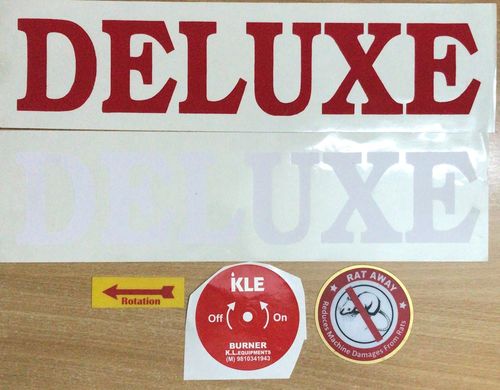 DELUXE
DELUXE
Rotation
KLE
Off On
BURNER
K.L.EQUIPMENTS
(M) 9810341943
RAT AWAY
Reduces Machine Damages From Rats